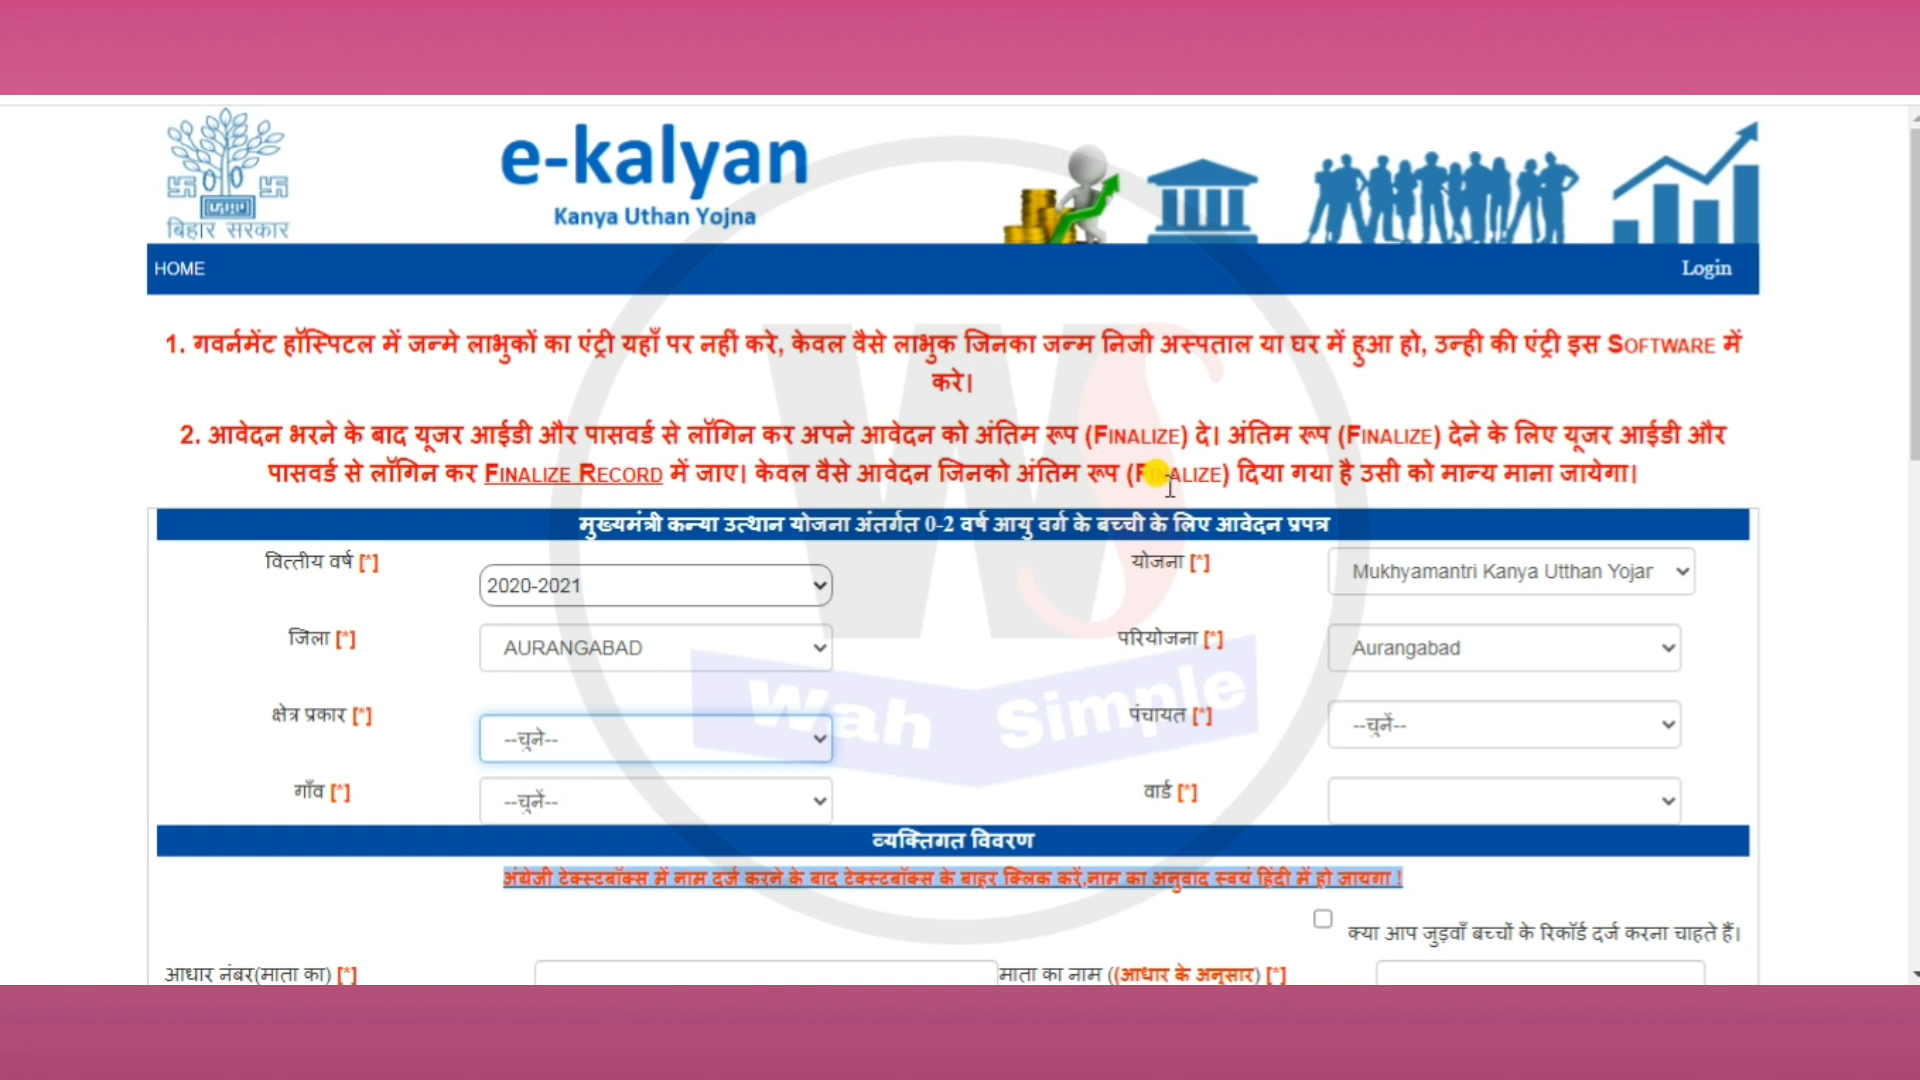 बिहार सरकार
e-kalyan
Kanya Uthan Yojna
HOME
Login
1. गवर्नमेंट हॉस्पिटल में जन्मे लाभुकों का एंट्री यहाँ पर नहीं करे, केवल वैसे लाभुक जिनका जन्म निजी अस्पताल या घर में हुआ हो, उन्ही की एंट्री इस SOFTWARE में
करे।
2. आवेदन भरने के बाद यूजर आईडी और पासवर्ड से लॉगिन कर अपने आवेदन को अंतिम रूप (FINALIZE) दे। अंतिम रूप (FINALIZE) देने के लिए यूजर आईडी और
पासवर्ड से लॉगिन कर FINALIZE RECORD में जाए। केवल वैसे आवेदन जिनको अंतिम रूप (FINALIZE) दिया गया है उसी को मान्य माना जायेगा।
मुख्यमंत्री कन्या उत्थान योजना अंतर्गत 0-2 वर्ष आयु वर्ग के बच्ची के लिए आवेदन प्रपत्र
वित्तीय वर्ष [*] 2020-2021 योजना [*] Mukhyamantri Kanya Utthan Yojar
जिला [*] AURANGABAD परियोजना [*] Aurangabad
क्षेत्र प्रकार [*] --चुने-- पंचायत [*] --चुनें--
गाँव [*] --चुनें-- वार्ड [*]
Wah Simple
व्यक्तिगत विवरण
अंग्रेजी टेक्स्टबॉक्स में नाम दर्ज करने के बाद टेक्स्टबॉक्स के बाहर क्लिक करें,नाम का अनुवाद स्वयं हिंदी में हो जायगा !
क्या आप जुड़वाँ बच्चों के रिकॉर्ड दर्ज करना चाहते हैं।
आधार नंबर(माता का) [*] माता का नाम ((आधार के अनुसार) [*]